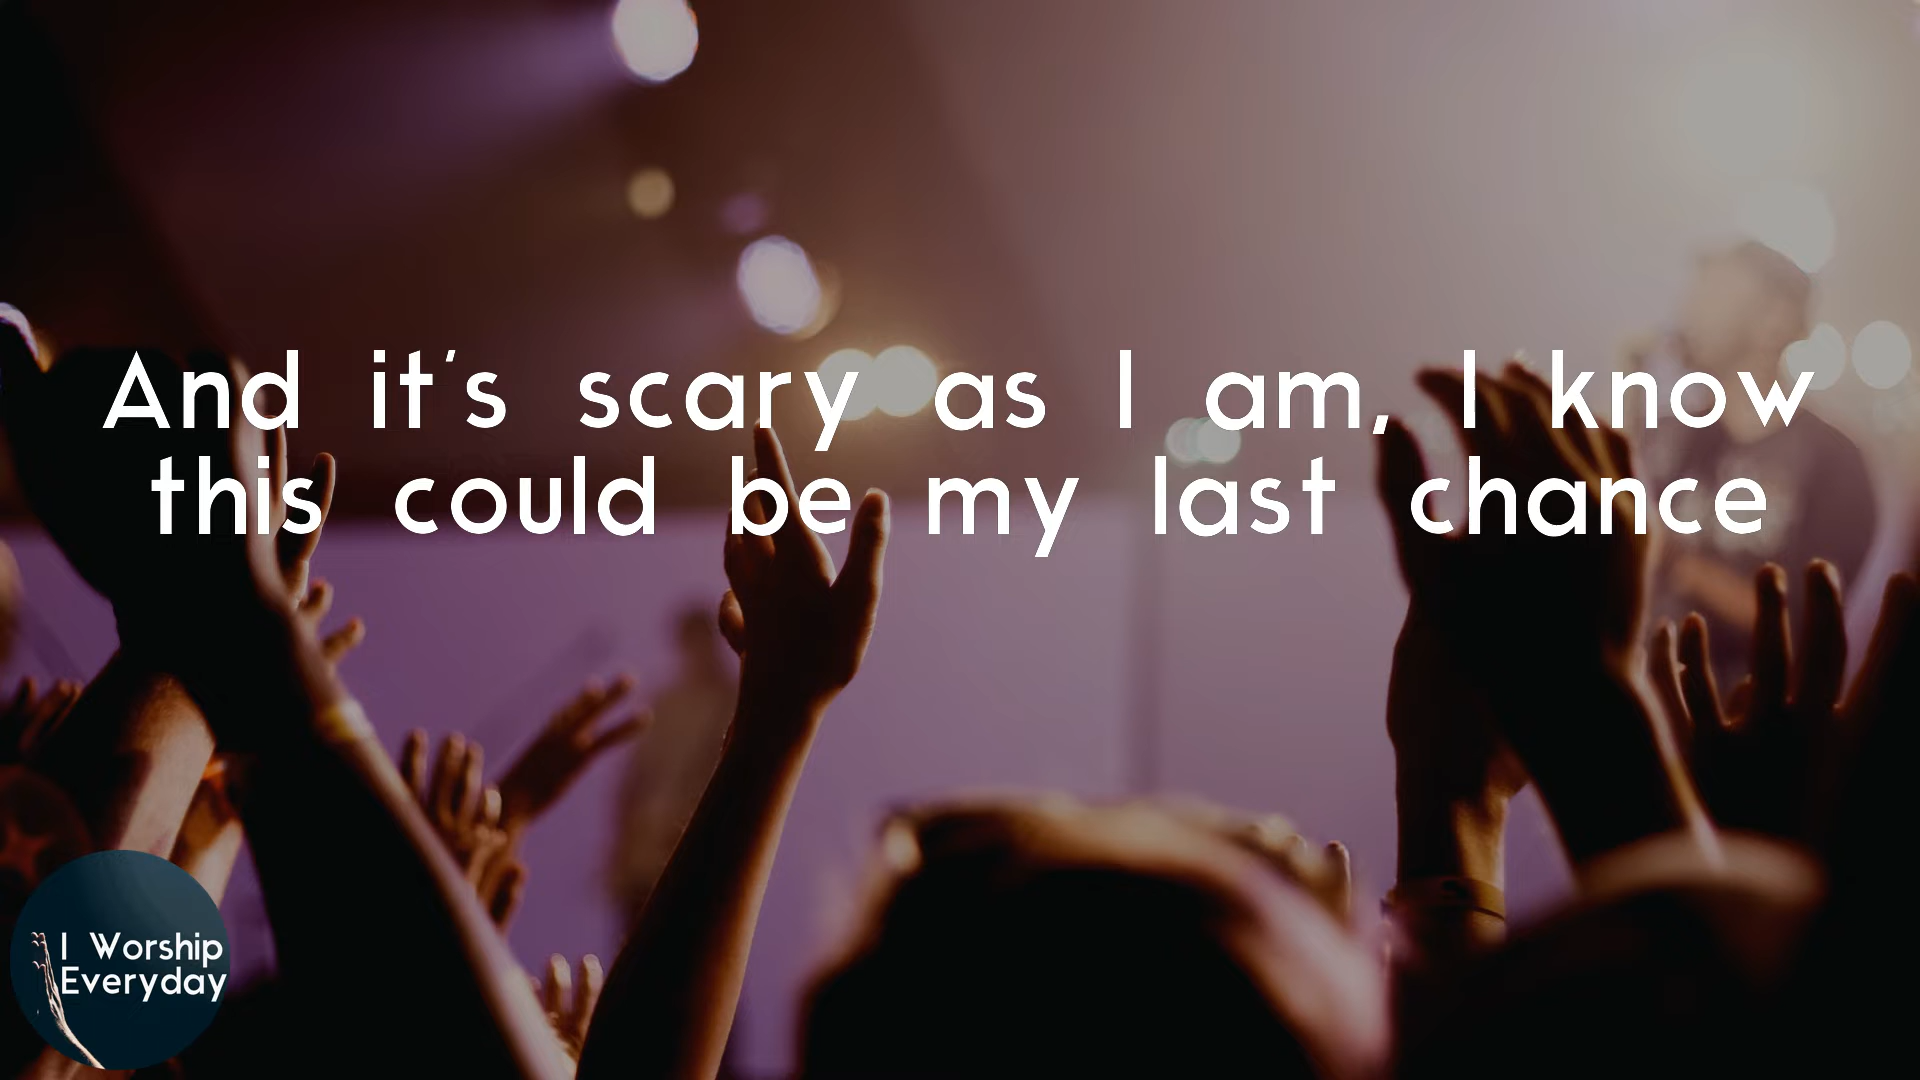 And it's scary as I am, I know
this could be my last chance
I Worship
Everyday